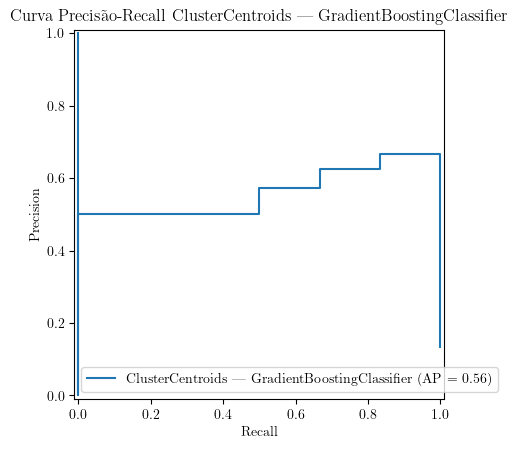 Curva Precisão-Recall ClusterCentroids — GradientBoostingClassifier
1.0
0.8
0.6
0.4
0.2
0.0
Precision
ClusterCentroids — GradientBoostingClassifier (AP = 0.56)
0.0 0.2 0.4 0.6 0.8 1.0
Recall